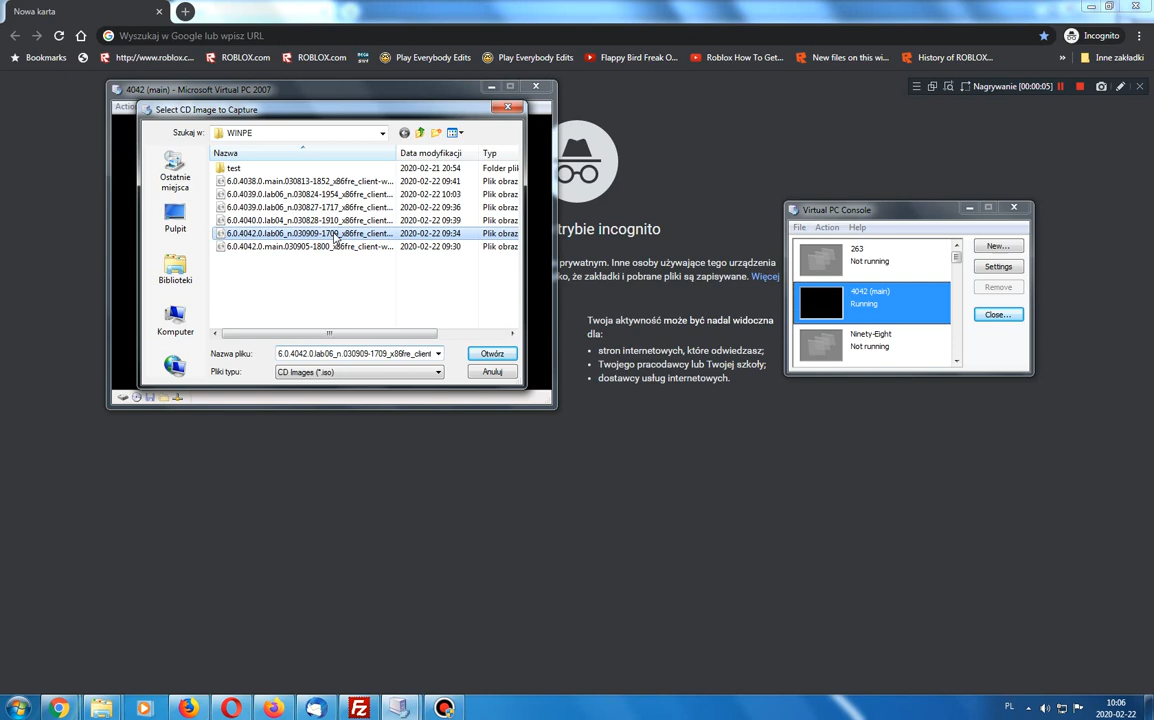 Nowa karta
Wyszukaj w Google lub wpisz URL
Incognito
Bookmarks
http://www.roblox.c...
ROBLOX.com
ROBLOX.com
Play Everybody Edits
Play Everybody Edits
Flappy Bird Freak O...
Roblox How To Get...
New files on this wi...
History of ROBLOX...
»
Inne zakładki
4042 (main) - Microsoft Virtual PC 2007
Nagrywanie [00:00:05]
Actio
Select CD Image to Capture
Szukaj w:
WINPE
Nazwa
Data modyfikacji
Typ
test
2020-02-21 20:54
Folder plik
6.0.4038.0.main.030813-1852_x86fre_client-w...
2020-02-22 09:41
Plik obraz
6.0.4039.0.lab06_n.030824-1954_x86fre_client...
2020-02-22 10:03
Plik obraz
6.0.4039.0.lab06_n.030827-1717_x86fre_client...
2020-02-22 09:36
Plik obraz
6.0.4040.0.lab04_n.030828-1910_x86fre_client...
2020-02-22 09:39
Plik obraz
6.0.4042.0.lab06_n.030909-1709_x86fre_client...
2020-02-22 09:34
Plik obraz
6.0.4042.0.main.030905-1800_x86fre_client-w...
2020-02-22 09:30
Plik obraz
Ostatnie
miejsca
Pulpit
Biblioteki
Komputer
Nazwa pliku:
6.0.4042.0.lab06_n.030909-1709_x86fre_client
Otwórz
Pliki typu:
CD Images (*.iso)
Anuluj
trybie incognito
prywatnym. Inne osoby używające tego urządzenia
ko, że zakładki i pobrane pliki są zapisywane. Więcej
Twoja aktywność może być nadal widoczna
dla:
• stron internetowych, które odwiedzasz;
• Twojego pracodawcy lub Twojej szkoły;
• dostawcy usług internetowych.
Virtual PC Console
File
Action
Help
263
Not running
4042 (main)
Running
Ninety-Eight
Not running
New...
Settings
Remove
Close...
PL
10:06
2020-02-22